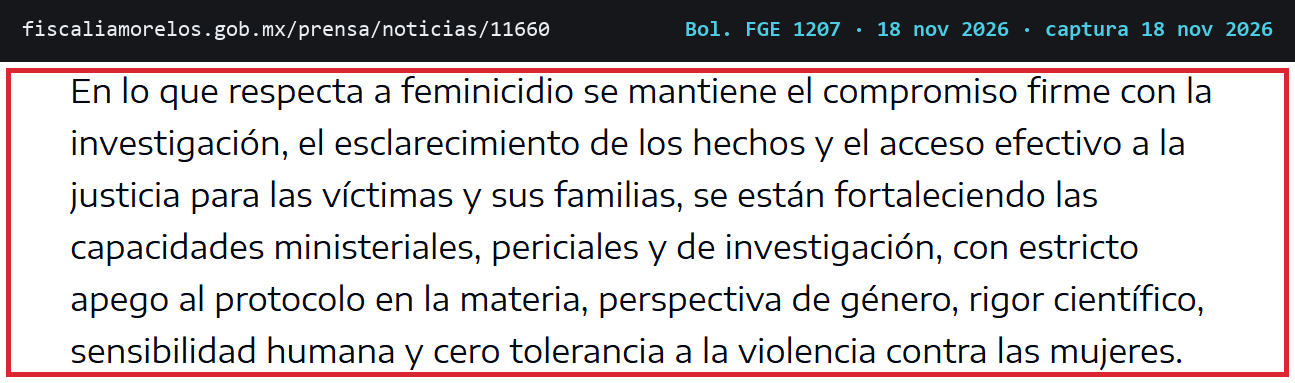 fiscaliamorelos.gob.mx/prensa/noticias/11660
Bol. FGE 1207 · 18 nov 2026 · captura 18 nov 2026
En lo que respecta a feminicidio se mantiene el compromiso firme con la
investigación, el esclarecimiento de los hechos y el acceso efectivo a la
justicia para las víctimas y sus familias, se están fortaleciendo las
capacidades ministeriales, periciales y de investigación, con estricto
apego al protocolo en la materia, perspectiva de género, rigor científico,
sensibilidad humana y cero tolerancia a la violencia contra las mujeres.